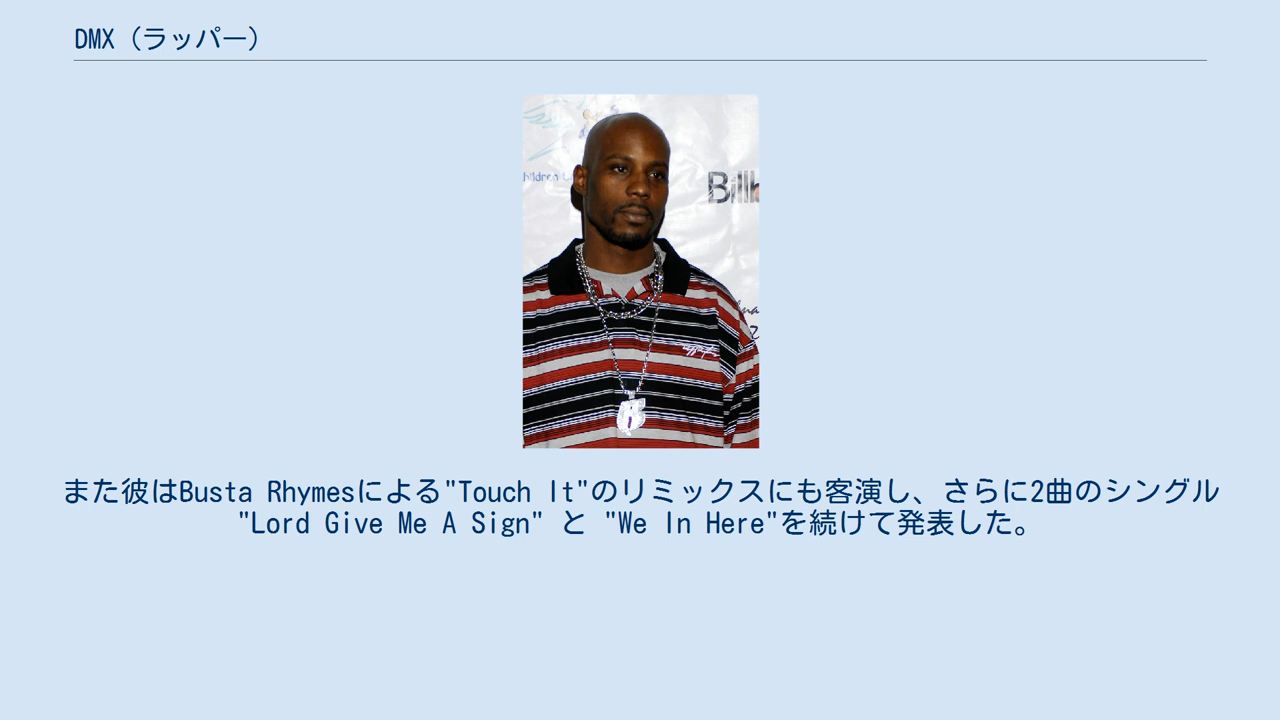 DMX（ラッパー）
hildren
Bill
また彼はBusta Rhymesによる"Touch It"のリミックスにも客演し、さらに2曲のシングル
"Lord Give Me A Sign" と "We In Here"を続けて発表した。